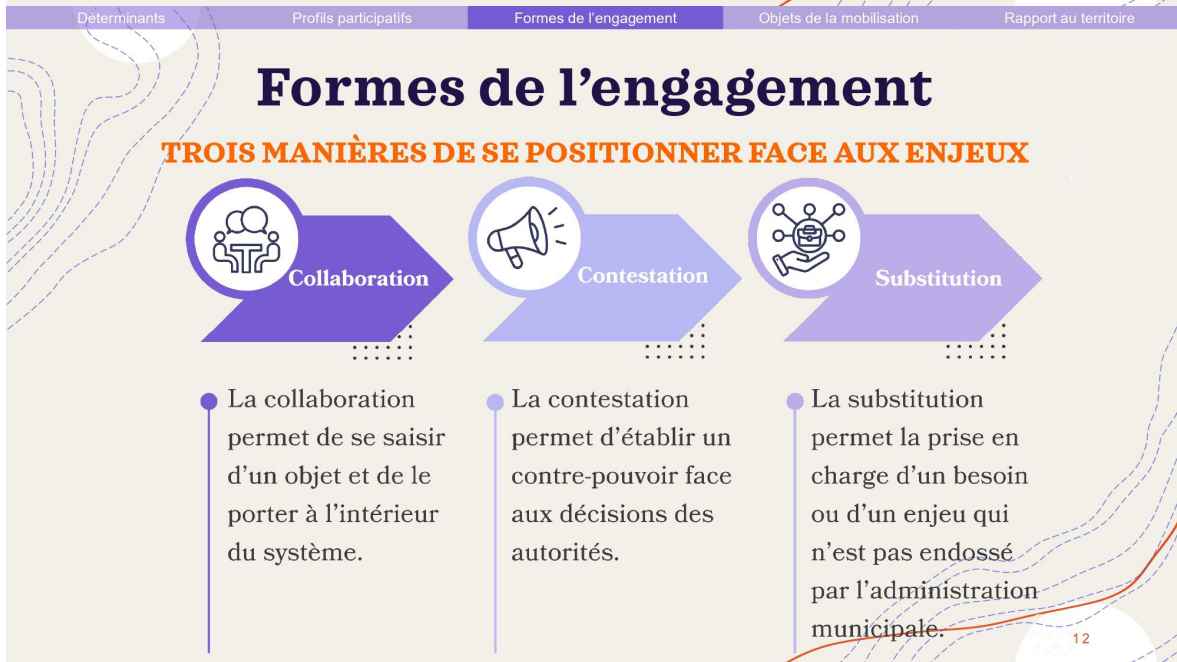 Déterminants
Profils participatifs
Formes de l’engagement
Objets de la mobilisation
Rapport au territoire
Formes de l’engagement
TROIS MANIÈRES DE SE POSITIONNER FACE AUX ENJEUX
Collaboration
La collaboration
permet de se saisir
d’un objet et de le
porter à l’intérieur
du système.
Contestation
La contestation
permet d’établir un
contre-pouvoir face
aux décisions des
autorités.
Substitution
La substitution
permet la prise en
charge d’un besoin
ou d’un enjeu qui
n’est pas endossé
par l’administration
municipale.
12